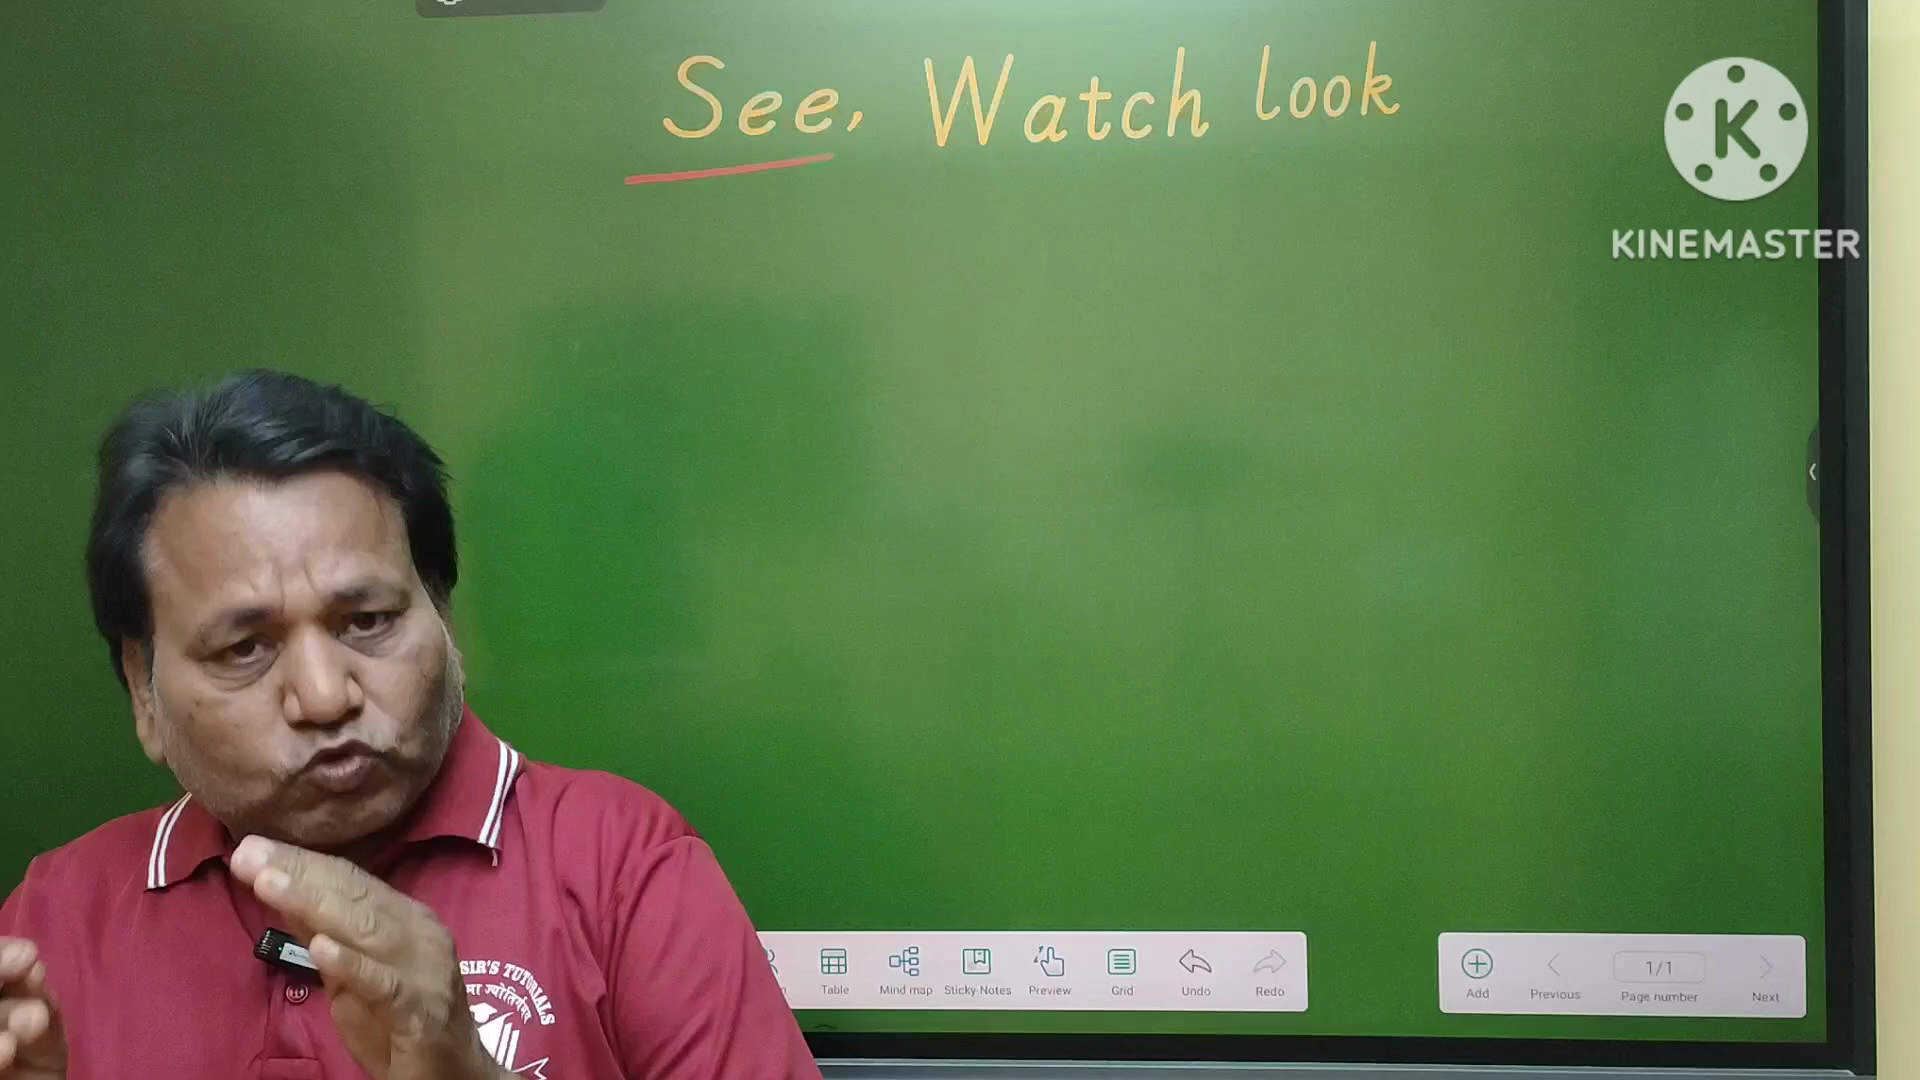 See, Watch look
KINEMASTER
SIR'S TUTORIALS
मा ज्योतिर्गमय
Table Mind map Sticky-Notes Preview Grid Undo Redo
Add Previous 1/1 Page number Next